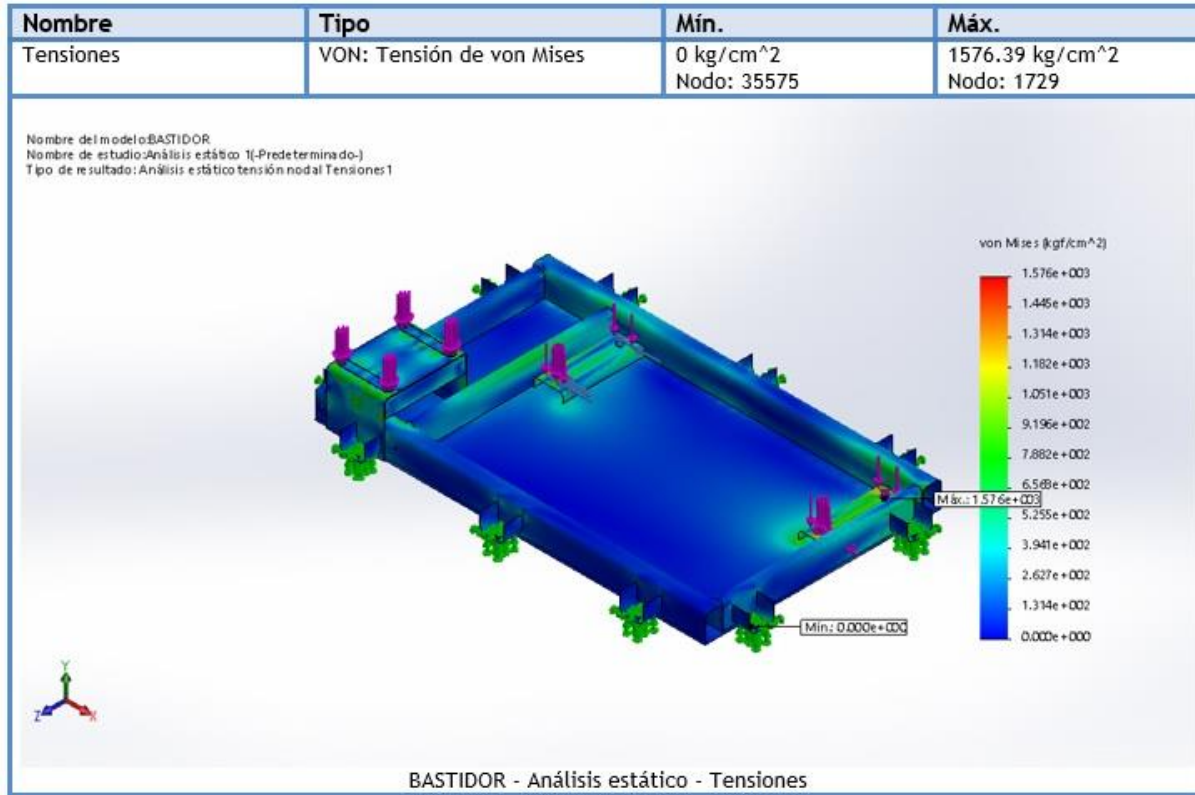 Nombre Tipo Mín. Máx.
Tensiones VON: Tensión de von Mises 0 kg/cm^2 1576.39 kg/cm^2
Nodo: 35575 Nodo: 1729
Nombre del modelo:BASTIDOR
Nombre de estudio:Análisis estático 1(-Predeterminado-)
Tipo de resultado: Análisis estático tensión nodal Tensiones1
von Mises (kgf/cm^2)
1.576e+003
1.445e+003
1.314e+003
1.182e+003
1.051e+003
9.196e+002
7.882e+002
6.568e+002
Máx.: 1.576e+003
5.255e+002
3.941e+002
2.627e+002
1.314e+002
Mín.: 0.000e+000
0.000e+000
Y
Z X
BASTIDOR - Análisis estático - Tensiones